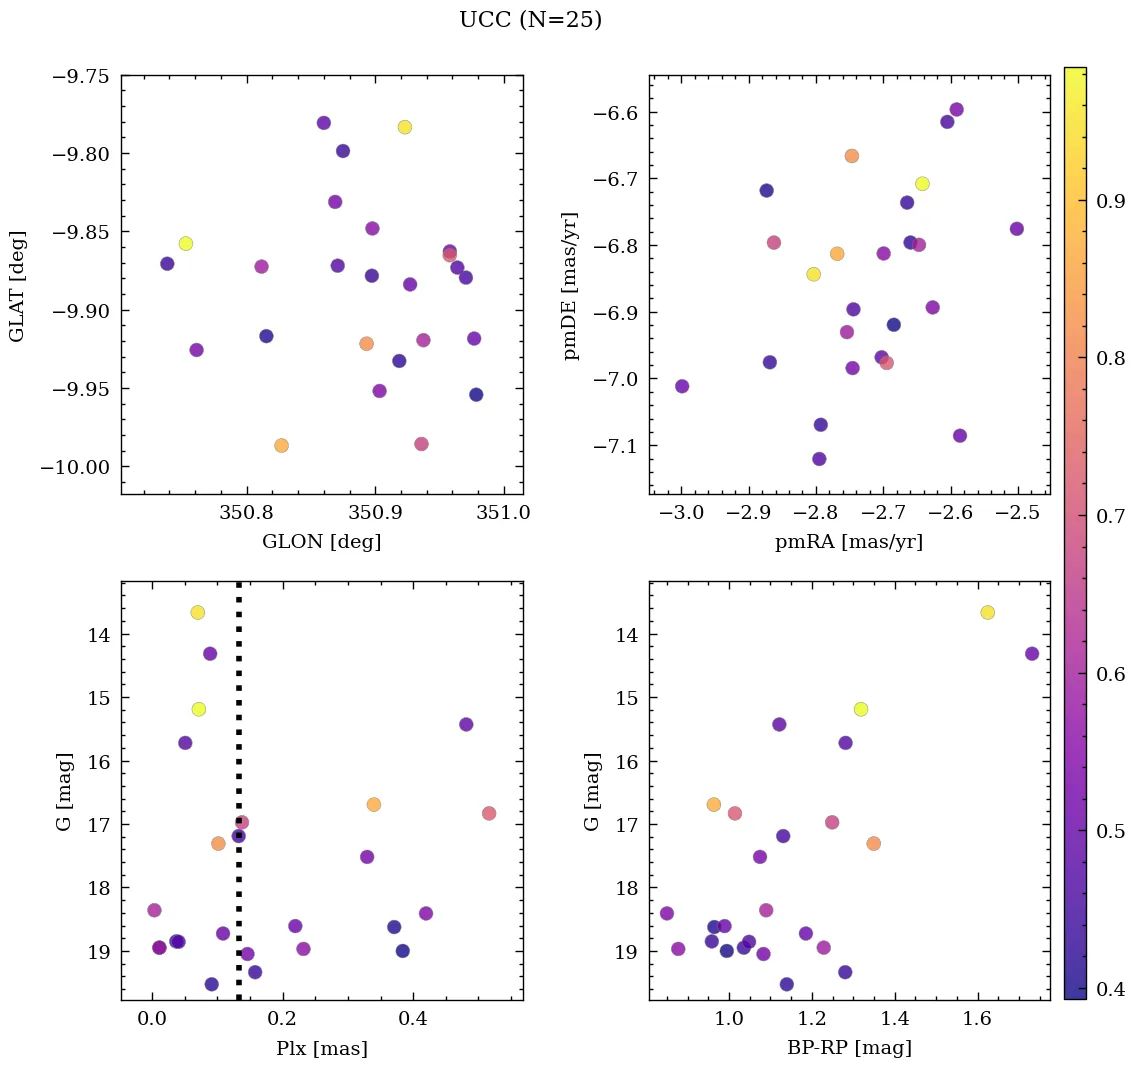 UCC (N=25)
−9.75
−9.80
−9.85
−9.90
−9.95
−10.00
GLAT [deg]
350.8 350.9 351.0
GLON [deg]
−6.6
−6.7
−6.8
−6.9
−7.0
−7.1
pmDE [mas/yr]
−3.0 −2.9 −2.8 −2.7 −2.6 −2.5
pmRA [mas/yr]
0.9
0.8
0.7
0.6
0.5
0.4
14
15
16
17
18
19
G [mag]
0.0 0.2 0.4
Plx [mas]
14
15
16
17
18
19
G [mag]
1.0 1.2 1.4 1.6
BP-RP [mag]